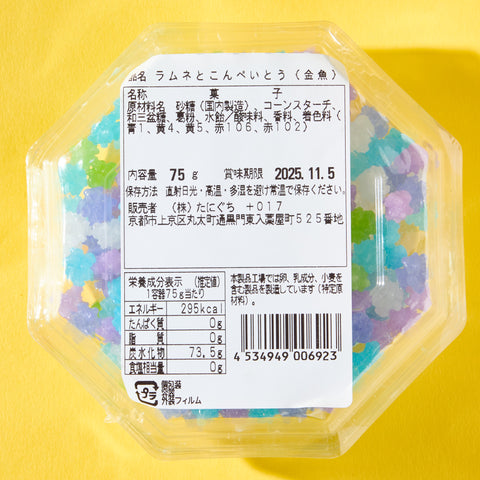 品名 ラムネとこんぺいとう（金魚）
名称 菓子
原材料名 砂糖（国内製造）、コーンスターチ、
和三盆糖、葛粉、水飴／酸味料、香料、着色料（
青1、黄4、黄5、赤106、赤102）
内容量 75g 賞味期限 2025.11.5
保存方法 直射日光・高温・多湿を避け常温で保存ください。
販売者 （株）たにぐち +017
京都市上京区丸太町通黒門東入藁屋町525番地
栄養成分表示 (推定値)
1容器75g当たり
エネルギー 295kcal
たんぱく質 0g
脂質 0g
炭水化物 73.5g
食塩相当量 0g
本製品工場では卵、乳成分、小麦を
含む製品を製造しています（特定原
材料）。
4 534949 006923
プラ
個包装
容器
外装フィルム